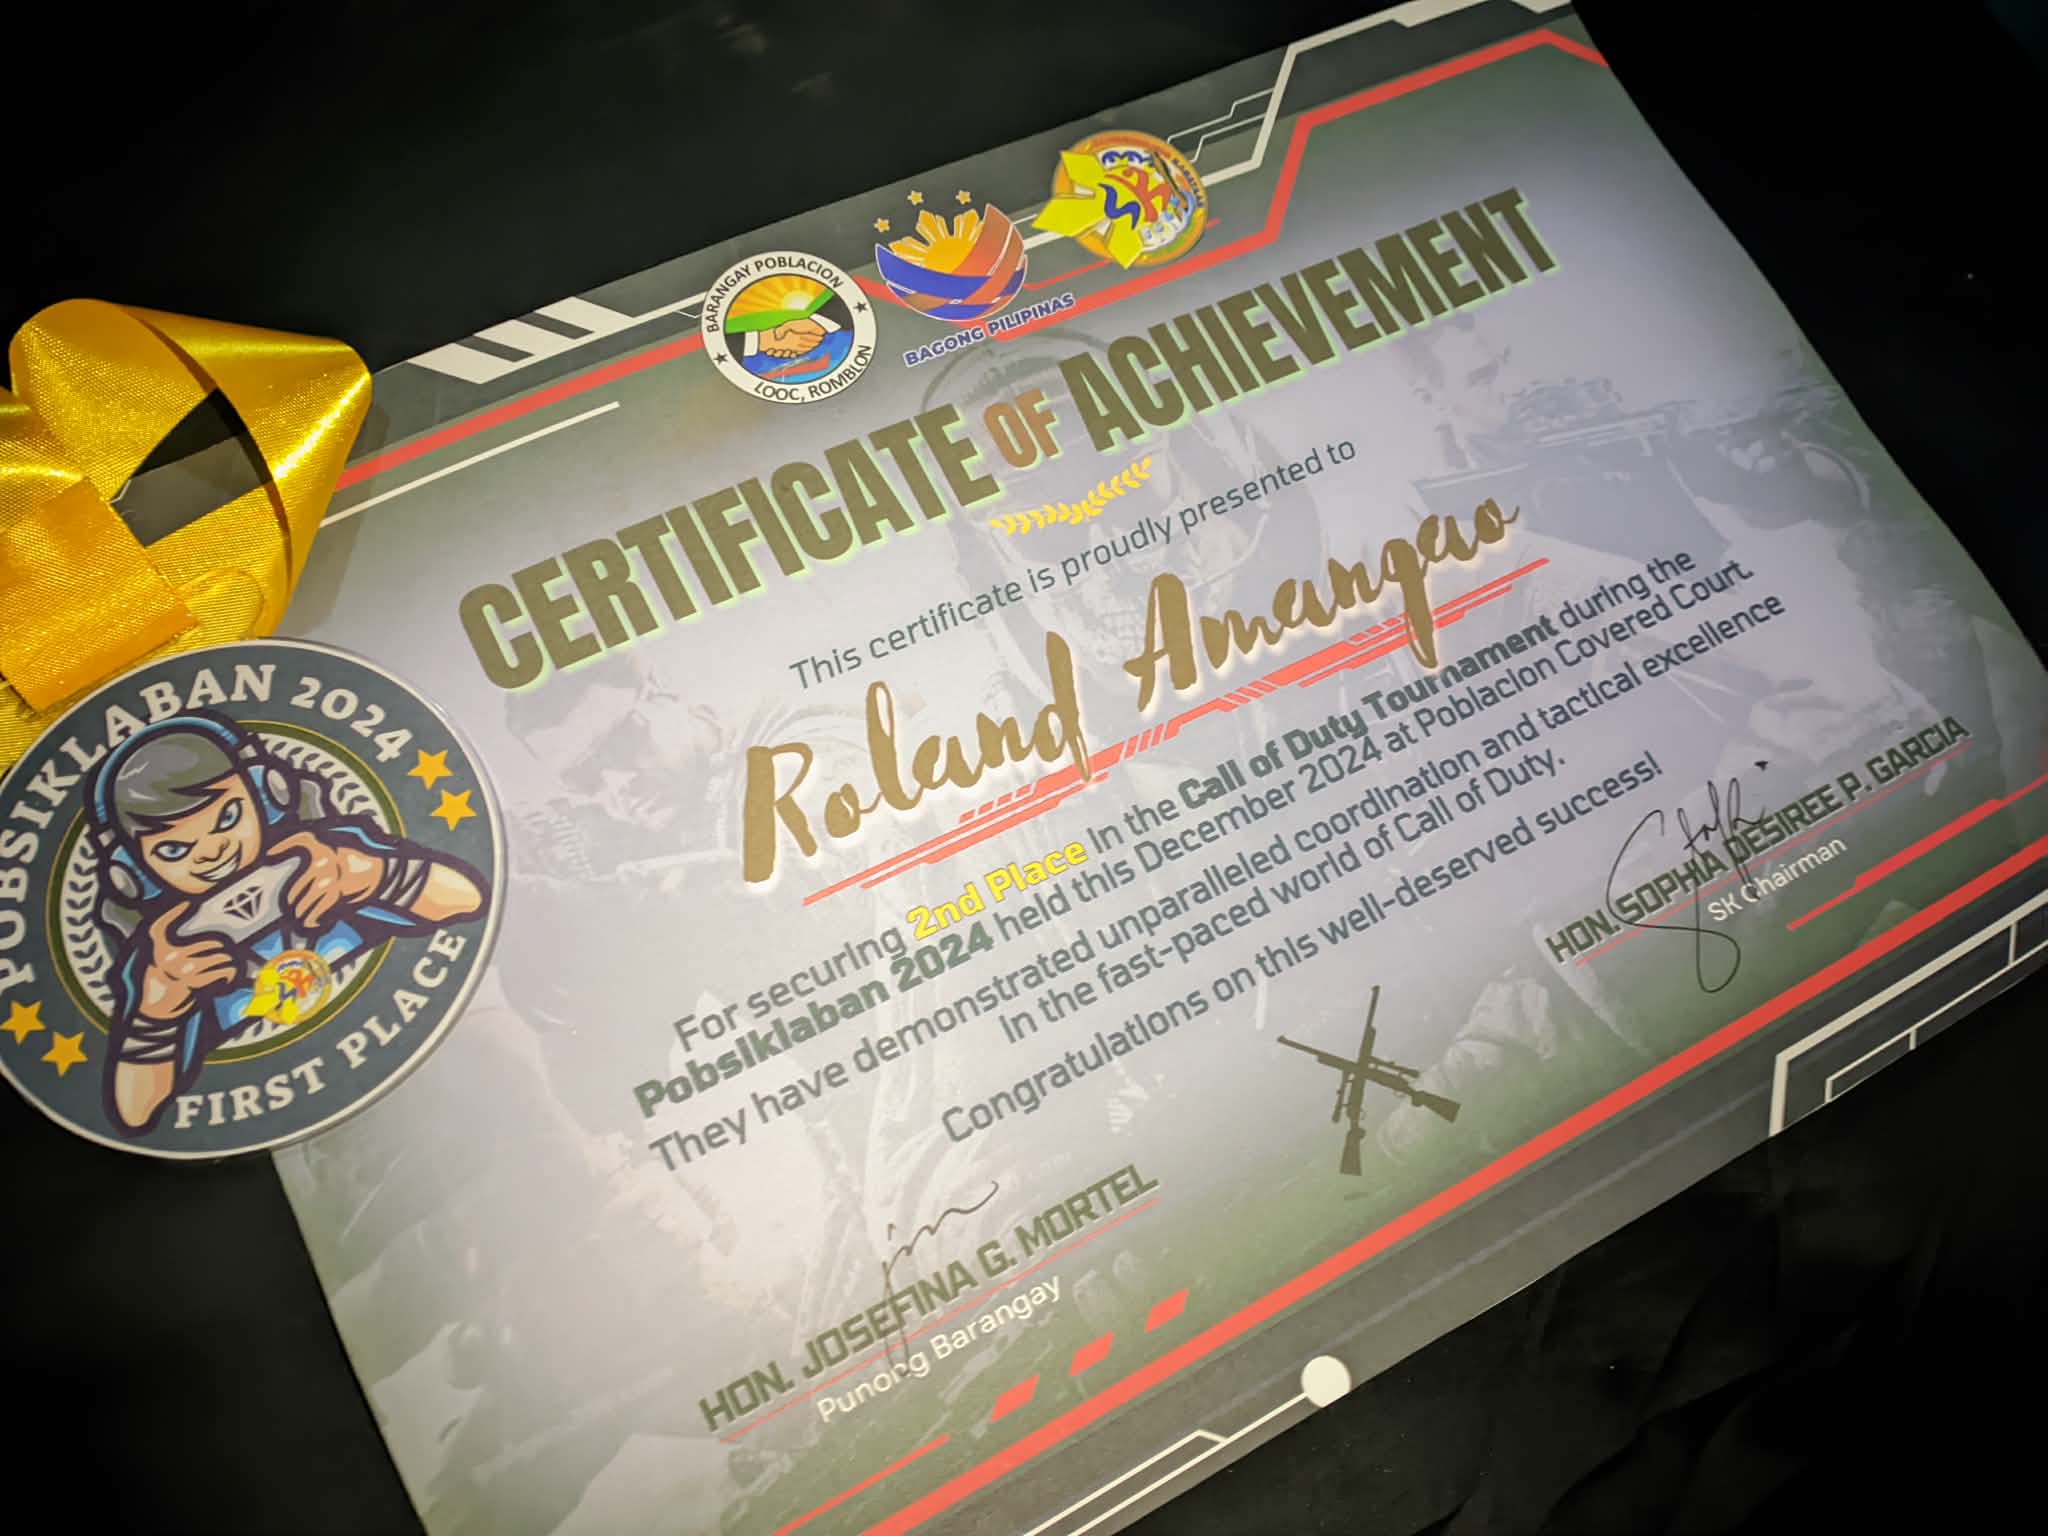 BARANGAY POBLACION
LOOC, ROMBLON
BAGONG PILIPINAS
SK
CERTIFICATE OF ACHIEVEMENT
This certificate is proudly presented to
Roland Amangao
For securing 2nd Place In the Call of Duty Tournament during the
Pobsiklaban 2024 held this December 2024 at Poblacion Covered Court.
They have demonstrated unparalleled coordination and tactical excellence
In the fast-paced world of Call of Duty.
Congratulations on this well-deserved success!
HON. JOSEFINA G. MORTEL
Punong Barangay
HON. SOPHIA DESIREE P. GARCIA
SK Chairman
POBSIKLABAN 2024
FIRST PLACE